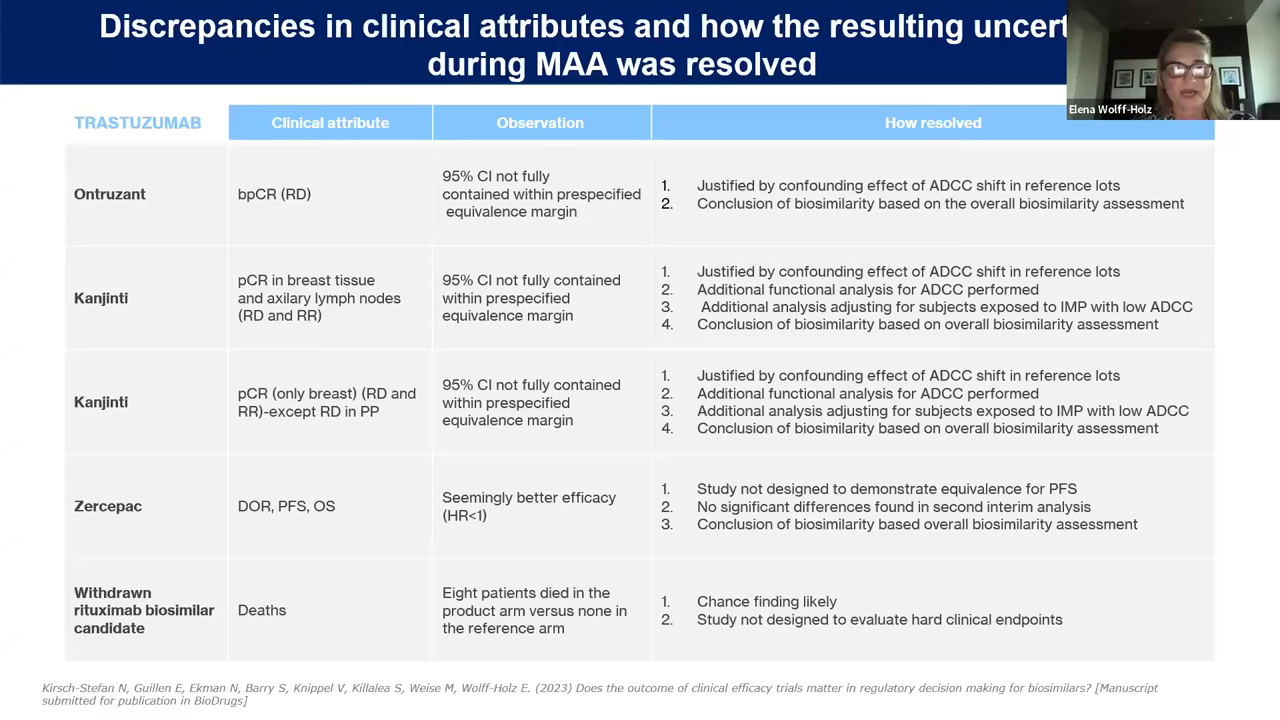 Discrepancies in clinical attributes and how the resulting uncert
during MAA was resolved
Elena Wolff-Holz
TRASTUZUMAB
Clinical attribute
Observation
How resolved
Ontruzant
bpCR (RD)
95% CI not fully
contained within prespecified
equivalence margin
1. Justified by confounding effect of ADCC shift in reference lots
2. Conclusion of biosimilarity based on the overall biosimilarity assessment
Kanjinti
pCR in breast tissue
and axilary lymph nodes
(RD and RR)
95% CI not fully contained
within prespecified
equivalence margin
1. Justified by confounding effect of ADCC shift in reference lots
2. Additional functional analysis for ADCC performed
3. Additional analysis adjusting for subjects exposed to IMP with low ADCC
4. Conclusion of biosimilarity based on overall biosimilarity assessment
Kanjinti
pCR (only breast) (RD and
RR)-except RD in PP
95% CI not fully contained
within prespecified
equivalence margin
1. Justified by confounding effect of ADCC shift in reference lots
2. Additional functional analysis for ADCC performed
3. Additional analysis adjusting for subjects exposed to IMP with low ADCC
4. Conclusion of biosimilarity based on overall biosimilarity assessment
Zercepac
DOR, PFS, OS
Seemingly better efficacy
(HR<1)
1. Study not designed to demonstrate equivalence for PFS
2. No significant differences found in second interim analysis
3. Conclusion of biosimilarity based overall biosimilarity assessment
Withdrawn
rituximab biosimilar
candidate
Deaths
Eight patients died in the
product arm versus none in
the reference arm
1. Chance finding likely
2. Study not designed to evaluate hard clinical endpoints
Kirsch-Stefan N, Guillen E, Ekman N, Barry S, Knippel V, Killalea S, Weise M, Wolff-Holz E. (2023) Does the outcome of clinical efficacy trials matter in regulatory decision making for biosimilars? [Manuscript
submitted for publication in BioDrugs]